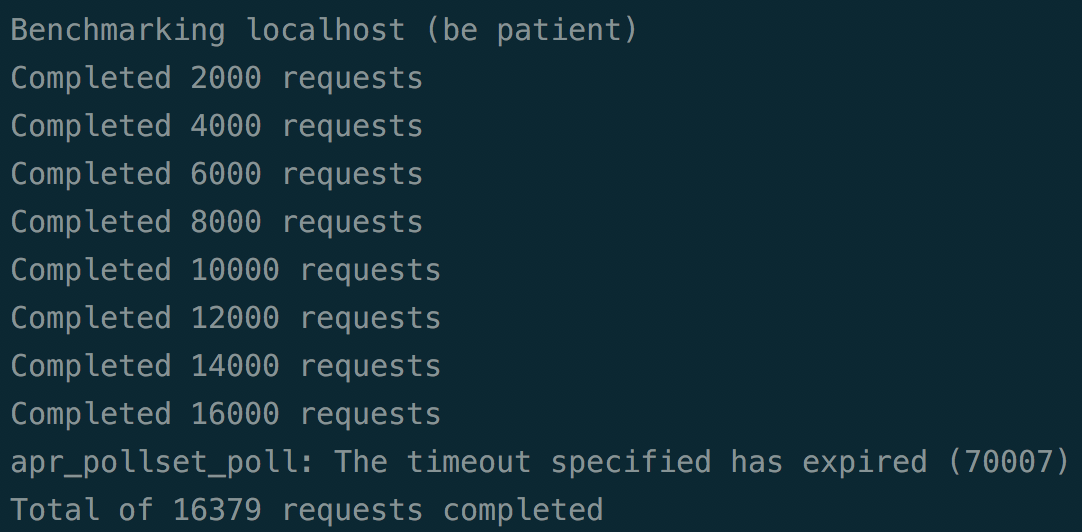 Benchmarking localhost (be patient)
Completed 2000 requests
Completed 4000 requests
Completed 6000 requests
Completed 8000 requests
Completed 10000 requests
Completed 12000 requests
Completed 14000 requests
Completed 16000 requests
apr_pollset_poll: The timeout specified has expired (70007)
Total of 16379 requests completed